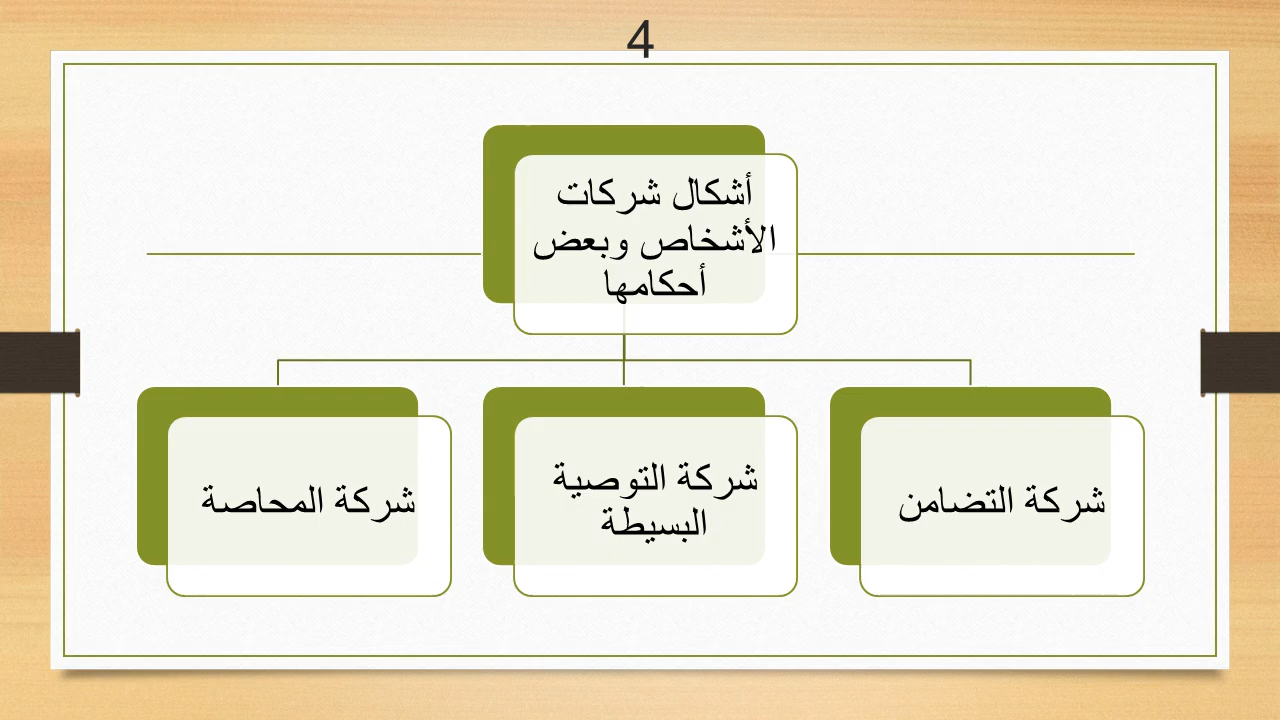 4
أشكال شركات
الأشخاص وبعض
أحكامها
شركة التضامن
شركة التوصية
البسيطة
شركة المحاصة